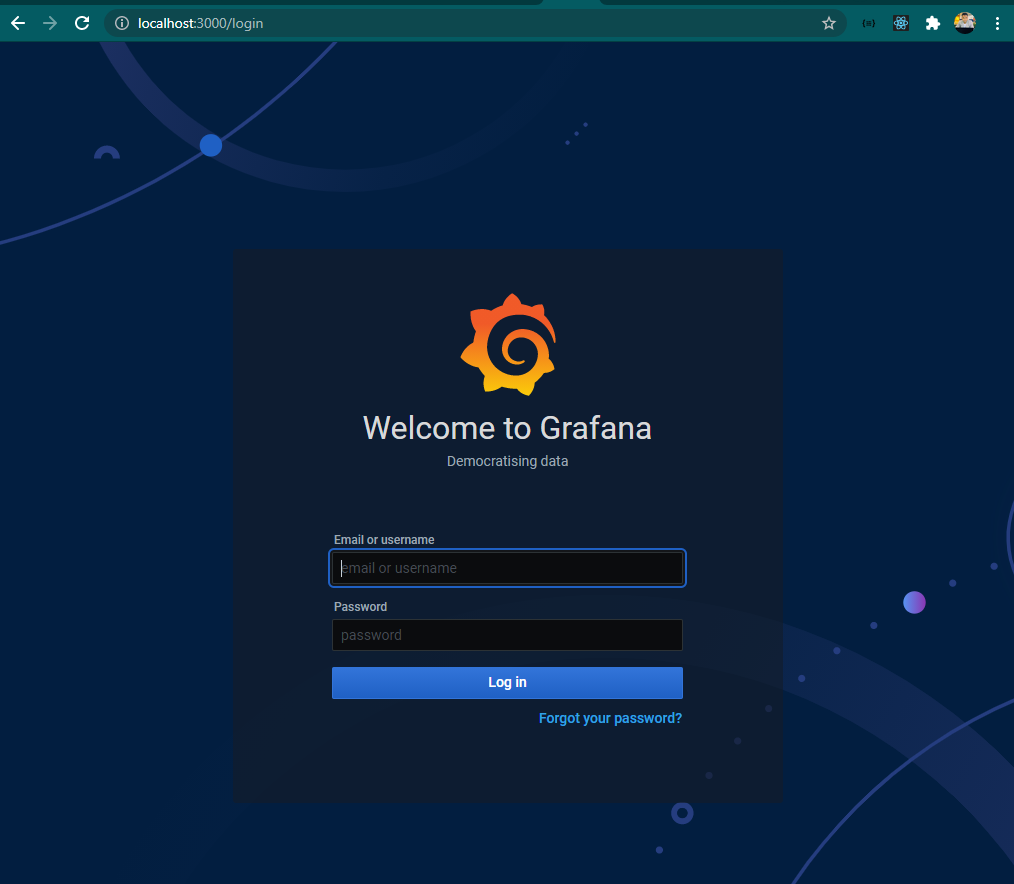 localhost:3000/login
Welcome to Grafana
Democratising data
Email or username
email or username
Password
password
Log in
Forgot your password?